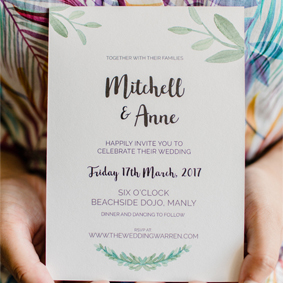 TOGETHER WITH THEIR FAMILIES
Mitchell
& Anne
HAPPILY INVITE YOU TO
CELEBRATE THEIR WEDDING
Friday 17th March, 2017
SIX O'CLOCK
BEACHSIDE DOJO, MANLY
DINNER AND DANCING TO FOLLOW
RSVP AT
WWW.THEWEDDINGWARREN.COM